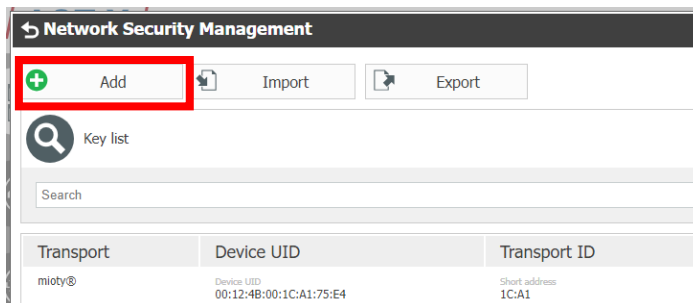 Network Security Management
Add Import Export
Key list
Search
Transport Device UID Transport ID
mioty® Device UID Short address
00:12:4B:00:1C:A1:75:E4 1C:A1